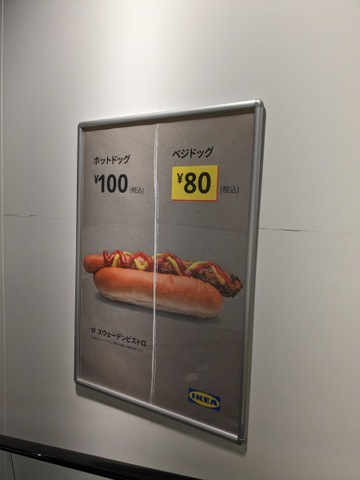 ホットドッグ
¥100 (税込)
ベジドッグ
¥80 (税込)
1F スウェーデンビストロ
IKEA